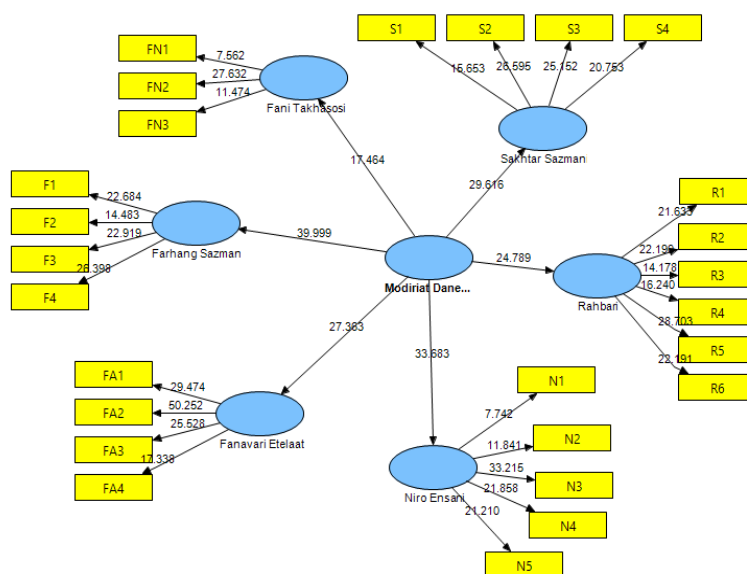 S1
S2
S3
S4
15.653
26.595
25.152
20.753
Sakhtar Sazmani
FN1
FN2
FN3
7.562
27.632
11.474
Fani Takhasosi
17.464
29.616
F1
F2
F3
F4
22.684
14.483
22.919
26.398
Farhang Sazman
39.999
Modiriat Dane...
24.789
Rahbari
R1
R2
R3
R4
R5
R6
21.633
22.199
14.178
16.240
28.703
22.191
27.363
33.683
FA1
FA2
FA3
FA4
29.474
50.252
25.528
17.338
Fanavari Etelaat
Niro Ensani
N1
N2
N3
N4
N5
7.742
11.841
33.215
21.858
21.210